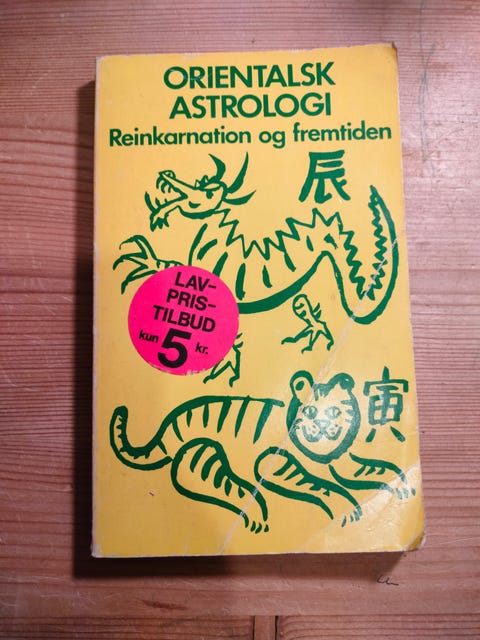 ORIENTALSK
ASTROLOGI
Reinkarnation og fremtiden
辰
LAV-
PRIS-
TILBUD
kun 5 kr.
寅